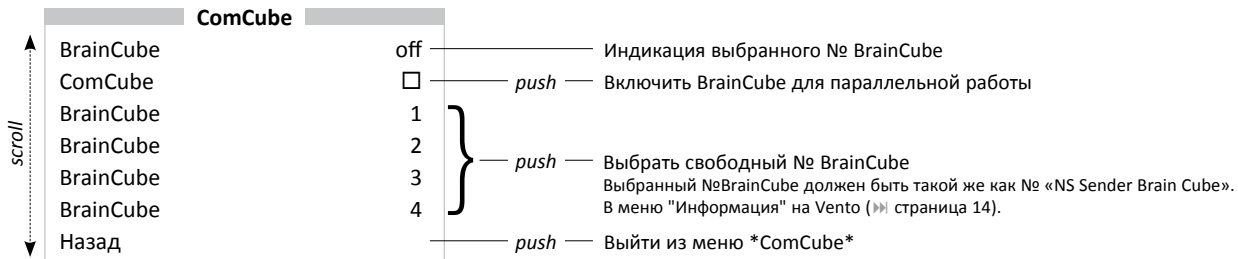 ComCube
BrainCube off Индикация выбранного № BrainCube
ComCube push Включить BrainCube для параллельной работы
BrainCube 1
BrainCube 2
scroll
push Выбрать свободный № BrainCube
BrainCube 3
Выбранный №BrainCube должен быть такой же как № «NS Sender Brain Cube».
BrainCube 4
В меню "Информация" на Vento (страница 14).
Назад push Выйти из меню *ComCube*